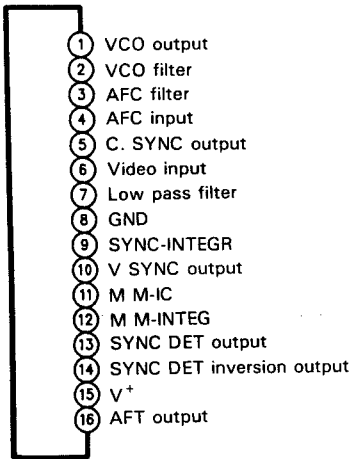 1 VCO output
2 VCO filter
3 AFC filter
4 AFC input
5 C. SYNC output
6 Video input
7 Low pass filter
8 GND
9 SYNC-INTEGR
10 V SYNC output
11 M M-IC
12 M M-INTEG
13 SYNC DET output
14 SYNC DET inversion output
15 V⁺
16 AFT output